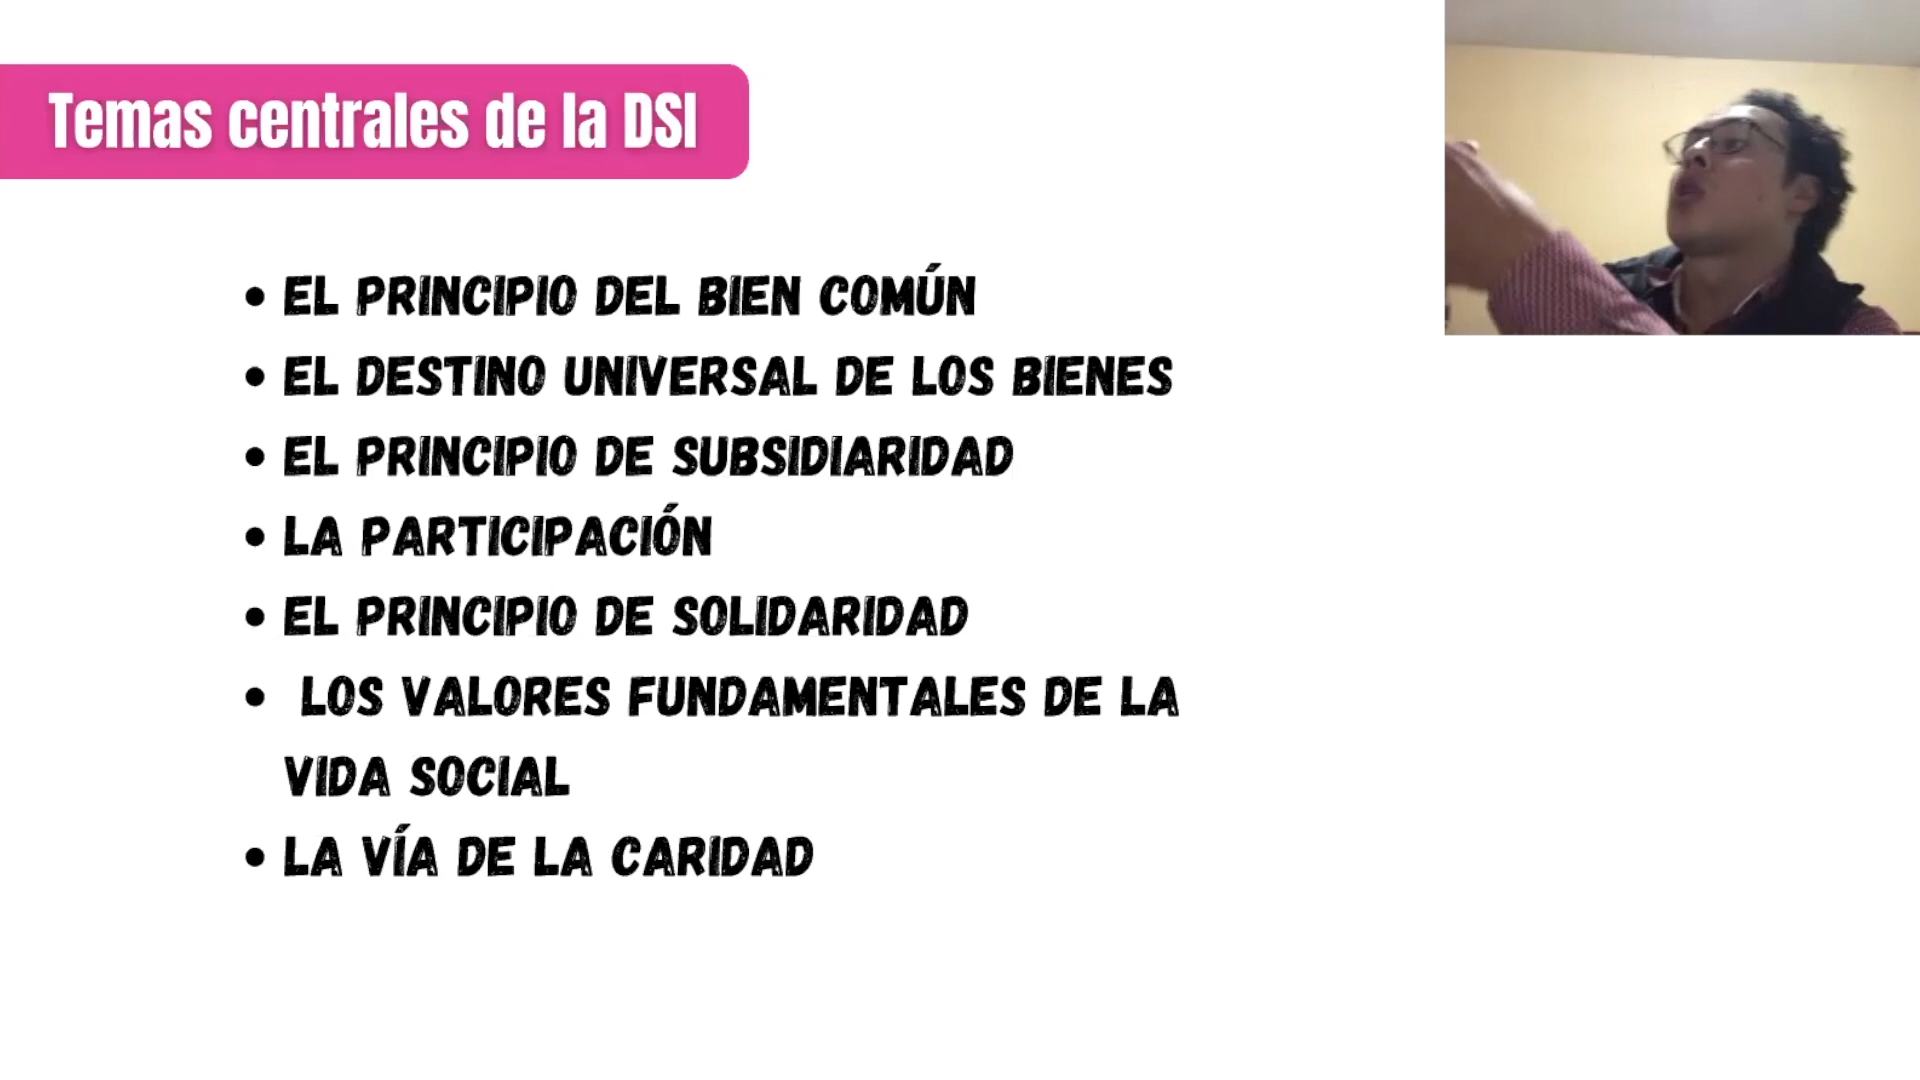 Temas centrales de la DSI
EL PRINCIPIO DEL BIEN COMÚN
EL DESTINO UNIVERSAL DE LOS BIENES
EL PRINCIPIO DE SUBSIDIARIDAD
LA PARTICIPACIÓN
EL PRINCIPIO DE SOLIDARIDAD
LOS VALORES FUNDAMENTALES DE LA
VIDA SOCIAL
LA VÍA DE LA CARIDAD